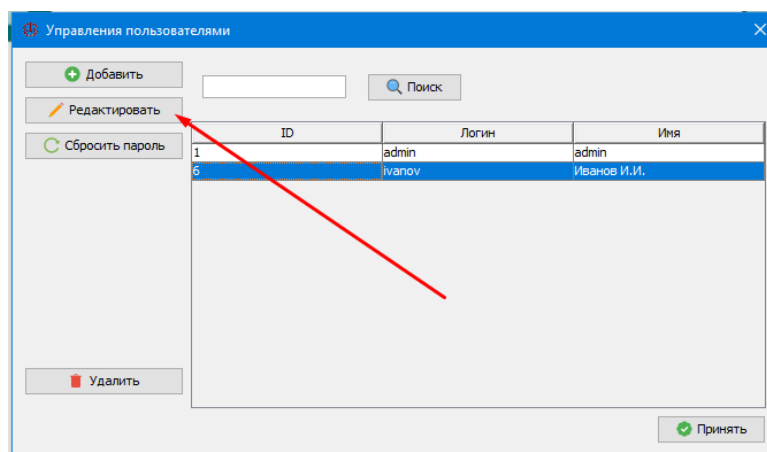 Управления пользователями
Добавить
Поиск
Редактировать
Сбросить пароль
ID Логин Имя
1 admin admin
6 ivanov Иванов И.И.
Удалить
Принять